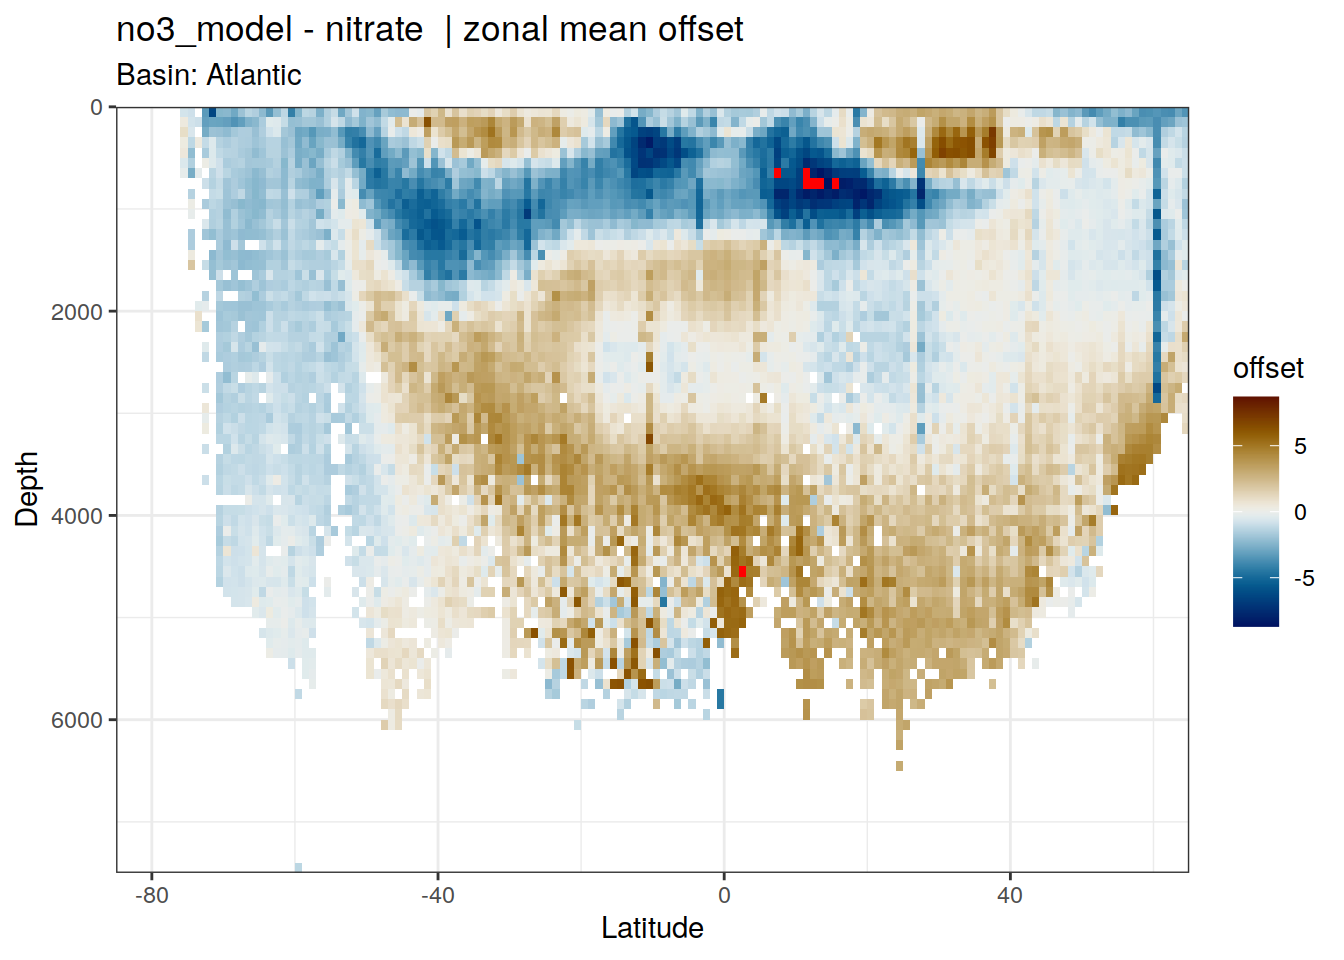 no3_model - nitrate  | zonal mean offset
Basin: Atlantic
0
2000
4000
6000
Depth
-80
-40
0
40
Latitude
offset
5
0
-5